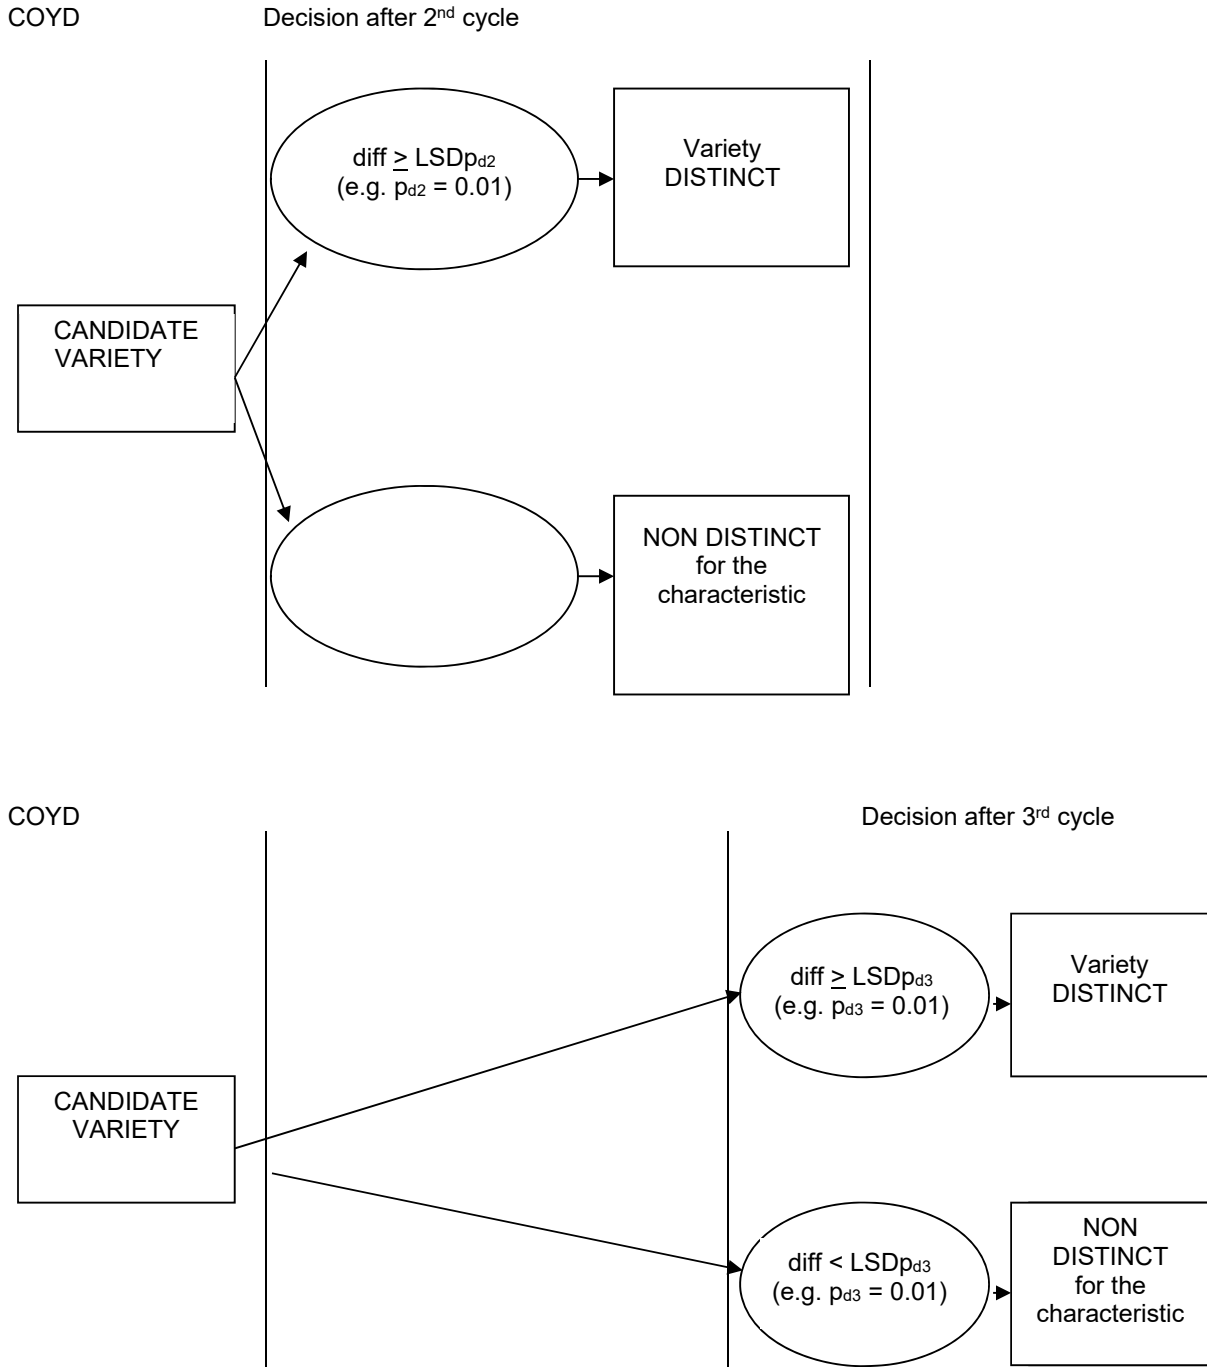 COYD
Decision after 2nd cycle
diff ≥ LSDpd2
(e.g. pd2 = 0.01)
Variety
DISTINCT
CANDIDATE
VARIETY
NON DISTINCT
for the
characteristic
COYD
Decision after 3rd cycle
diff ≥ LSDpd3
(e.g. pd3 = 0.01)
Variety
DISTINCT
CANDIDATE
VARIETY
diff < LSDpd3
(e.g. pd3 = 0.01)
NON
DISTINCT
for the
characteristic